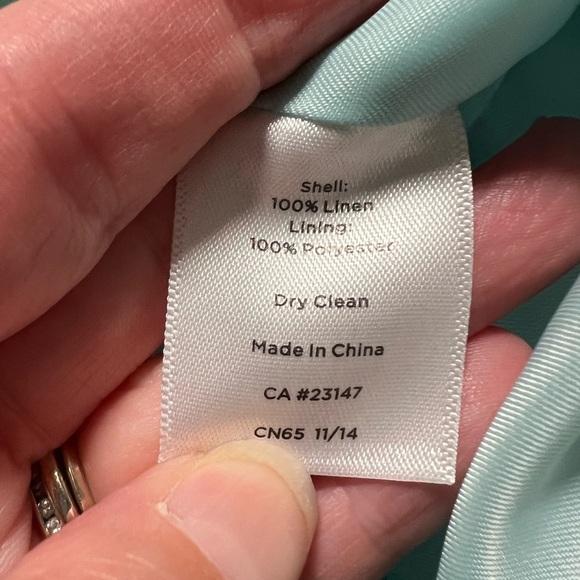 Shell:
100% Linen
Lining:
100% Polyester
Dry Clean
Made In China
CA #23147
CN65 11/14